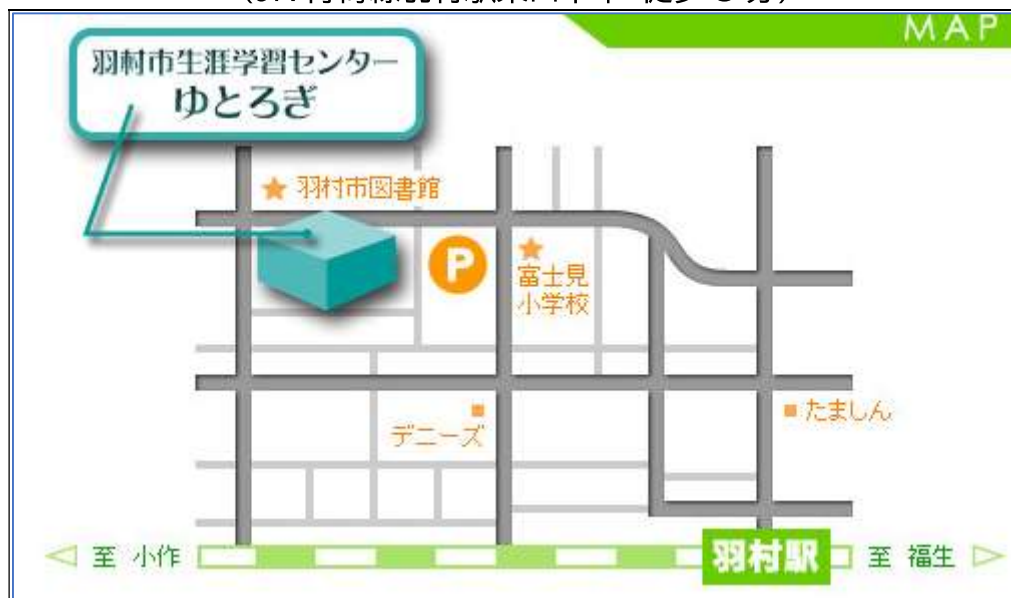 MAP
羽村市生涯学習センター
ゆとろぎ
★ 羽村市図書館
P
★
富士見
小学校
デニーズ
たましん
至 小作
羽村駅
至 福生